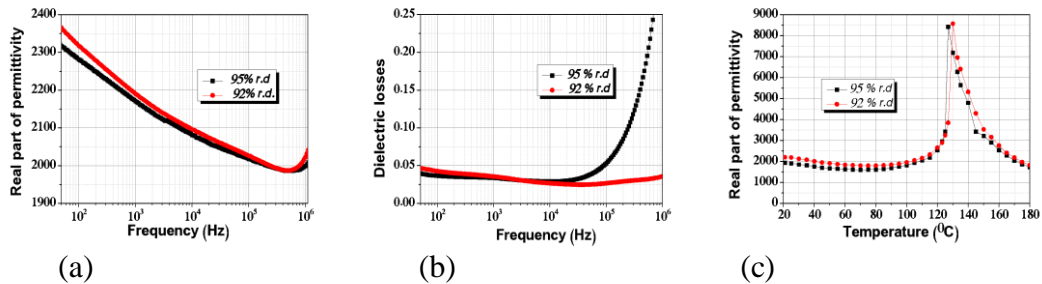 Real part of permittivity
2400
2300
2200
2100
2000
1900
95% r.d.
92% r.d.
10² 10³ 10⁴ 10⁵ 10⁶
Frequency (Hz)
(a)
Dielectric losses
0.25
0.20
0.15
0.10
0.05
0.00
95 % r.d
92 % r.d
10² 10³ 10⁴ 10⁵ 10⁶
Frequency (Hz)
(b)
Real part of permittivity
9000
8000
7000
6000
5000
4000
3000
2000
1000
0
95 % r.d
92 % r.d
20 40 60 80 100 120 140 160 180
Temperature (⁰C)
(c)